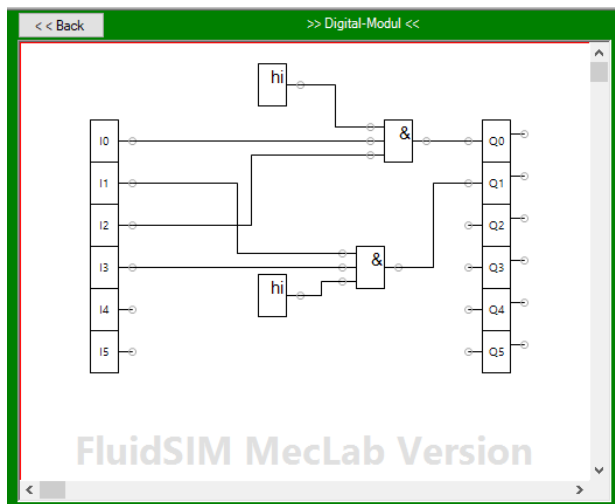 < < Back
>> Digital-Modul <<
hi
&
I0
Q0
I1
Q1
I2
Q2
&
I3
Q3
hi
I4
Q4
I5
Q5
FluidSIM MecLab Version